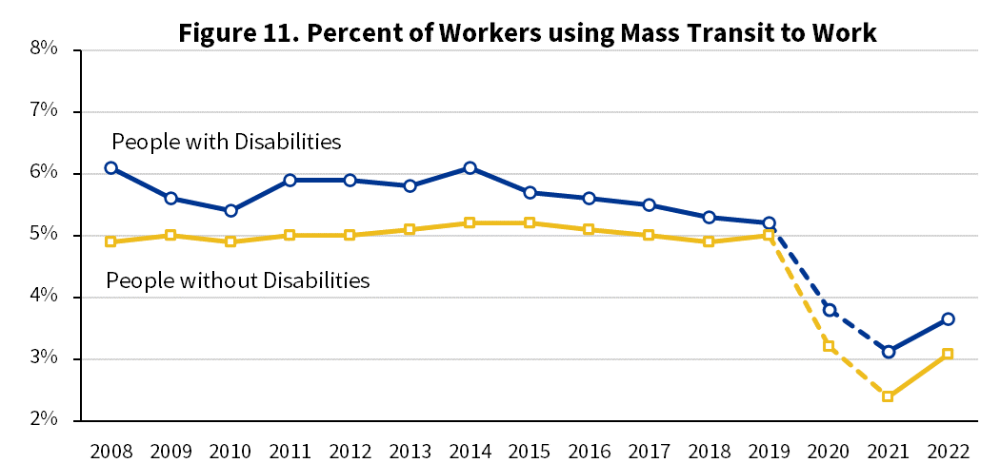 Figure 11. Percent of Workers using Mass Transit to Work
8%
7%
People with Disabilities
6%
5%
People without Disabilities
4%
3%
2%
2008 2009 2010 2011 2012 2013 2014 2015 2016 2017 2018 2019 2020 2021 2022